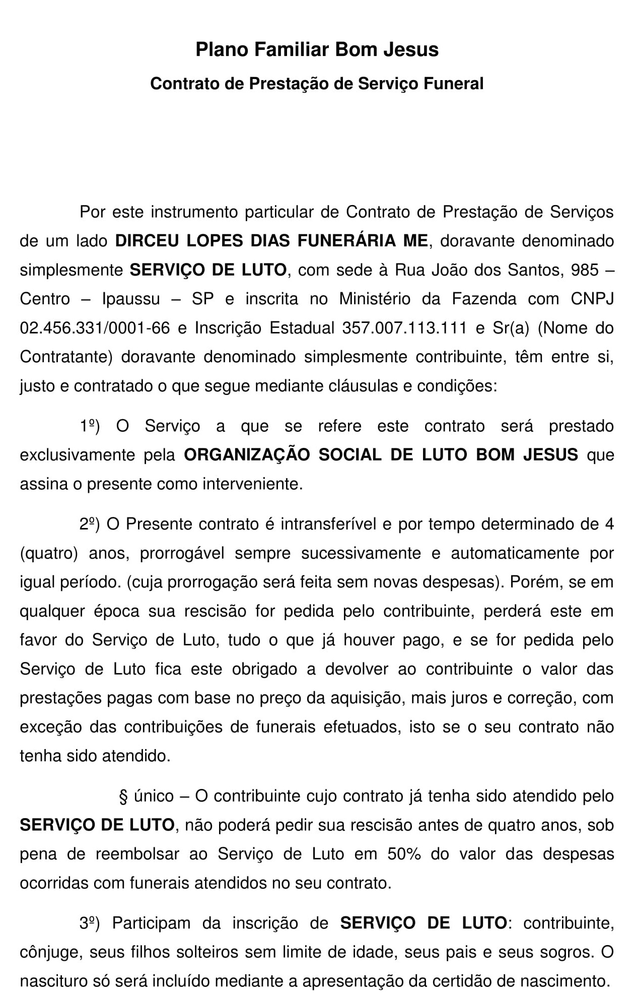 Plano Familiar Bom Jesus
Contrato de Prestação de Serviço Funeral
Por este instrumento particular de Contrato de Prestação de Serviços
de um lado DIRCEU LOPES DIAS FUNERÁRIA ME, doravante denominado
simplesmente SERVIÇO DE LUTO, com sede à Rua João dos Santos, 985 –
Centro – Ipaussu – SP e inscrita no Ministério da Fazenda com CNPJ
02.456.331/0001-66 e Inscrição Estadual 357.007.113.111 e Sr(a) (Nome do
Contratante) doravante denominado simplesmente contribuinte, têm entre si,
justo e contratado o que segue mediante cláusulas e condições:
1º) O Serviço a que se refere este contrato será prestado
exclusivamente pela ORGANIZAÇÃO SOCIAL DE LUTO BOM JESUS que
assina o presente como interveniente.
2º) O Presente contrato é intransferível e por tempo determinado de 4
(quatro) anos, prorrogável sempre sucessivamente e automaticamente por
igual período. (cuja prorrogação será feita sem novas despesas). Porém, se em
qualquer época sua rescisão for pedida pelo contribuinte, perderá este em
favor do Serviço de Luto, tudo o que já houver pago, e se for pedida pelo
Serviço de Luto fica este obrigado a devolver ao contribuinte o valor das
prestações pagas com base no preço da aquisição, mais juros e correção, com
exceção das contribuições de funerais efetuados, isto se o seu contrato não
tenha sido atendido.
§ único – O contribuinte cujo contrato já tenha sido atendido pelo
SERVIÇO DE LUTO, não poderá pedir sua rescisão antes de quatro anos, sob
pena de reembolsar ao Serviço de Luto em 50% do valor das despesas
ocorridas com funerais atendidos no seu contrato.
3º) Participam da inscrição de SERVIÇO DE LUTO: contribuinte,
cônjuge, seus filhos solteiros sem limite de idade, seus pais e seus sogros. O
nascituro só será incluído mediante a apresentação da certidão de nascimento.